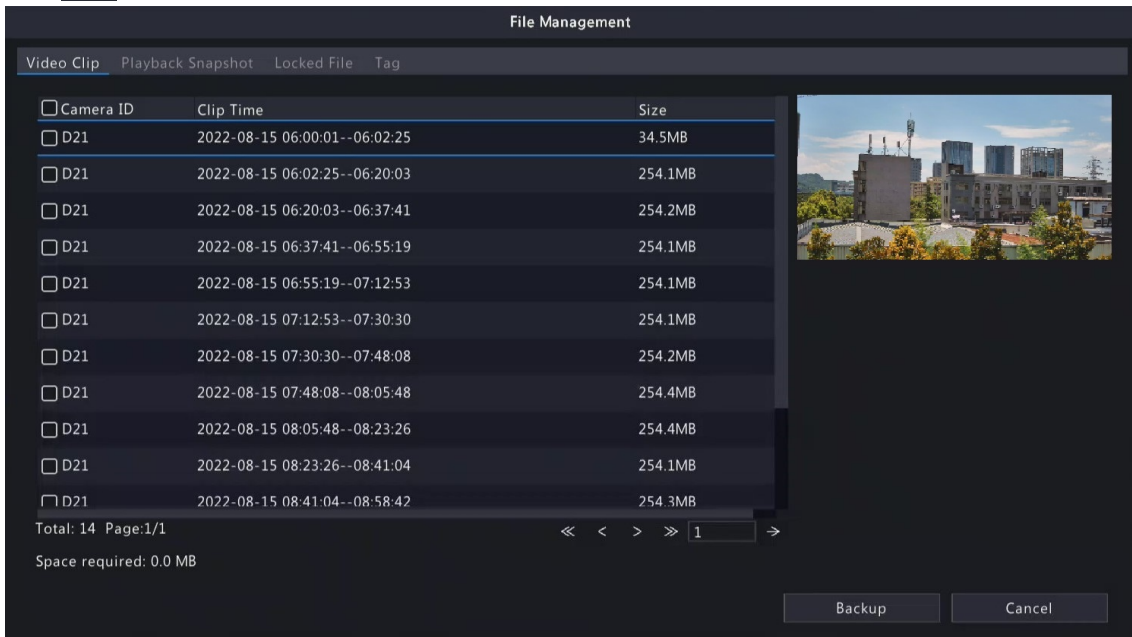 File Management
Video Clip Playback Snapshot Locked File Tag
Camera ID Clip Time Size
D21 2022-08-15 06:00:01--06:02:25 34.5MB
D21 2022-08-15 06:02:25--06:20:03 254.1MB
D21 2022-08-15 06:20:03--06:37:41 254.2MB
D21 2022-08-15 06:37:41--06:55:19 254.1MB
D21 2022-08-15 06:55:19--07:12:53 254.1MB
D21 2022-08-15 07:12:53--07:30:30 254.1MB
D21 2022-08-15 07:30:30--07:48:08 254.2MB
D21 2022-08-15 07:48:08--08:05:48 254.4MB
D21 2022-08-15 08:05:48--08:23:26 254.4MB
D21 2022-08-15 08:23:26--08:41:04 254.1MB
D21 2022-08-15 08:41:04--08:58:42 254.3MB
Total: 14 Page:1/1 ≪ < > ≫ 1 →
Space required: 0.0 MB
Backup Cancel